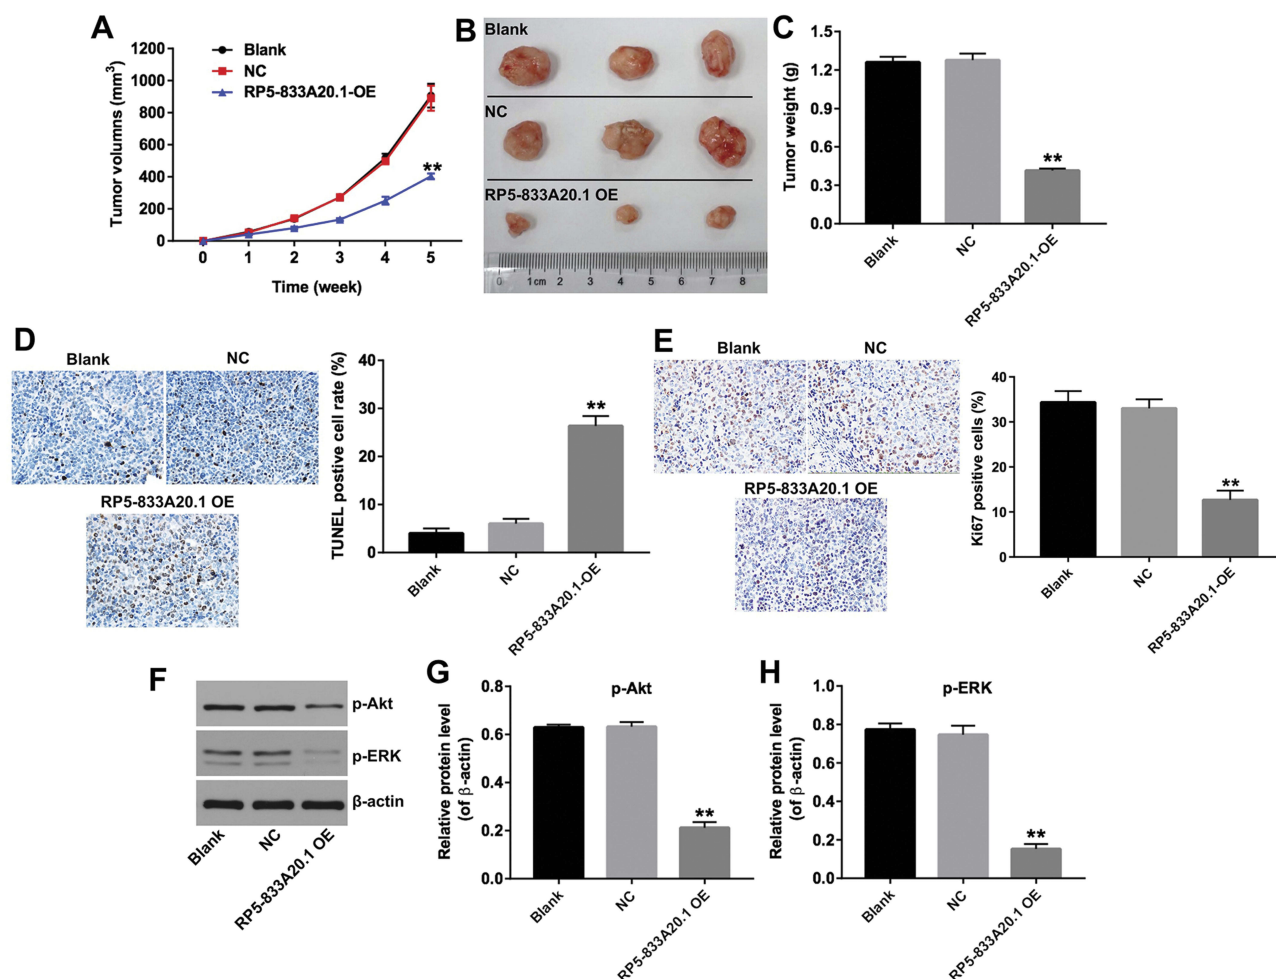 A
Tumor volumns (mm³)
1200
1000
800
600
400
200
0
Blank
NC
RP5-833A20.1-OE
**
0 1 2 3 4 5
Time (week)
B
Blank
NC
RP5-833A20.1 OE
0 1cm 2 3 4 5 6 7 8
C
Tumor weight (g)
1.5
1.2
0.9
0.6
0.3
0.0
**
Blank
NC
RP5-833A20.1-OE
D
Blank NC
RP5-833A20.1 OE
TUNEL postive cell rate (%)
40
30
20
10
0
**
Blank
NC
RP5-833A20.1-OE
E
Blank NC
RP5-833A20.1 OE
Ki67 positive cells (%)
40
30
20
10
0
**
Blank
NC
RP5-833A20.1-OE
F
p-Akt
p-ERK
β-actin
Blank
NC
RP5-833A20.1 OE
G
p-Akt
Relative protein level
(of β-actin)
0.8
0.6
0.4
0.2
0.0
**
Blank
NC
RP5-833A20.1 OE
H
p-ERK
Relative protein level
(of β-actin)
1.0
0.8
0.6
0.4
0.2
0.0
**
Blank
NC
RP5-833A20.1 OE